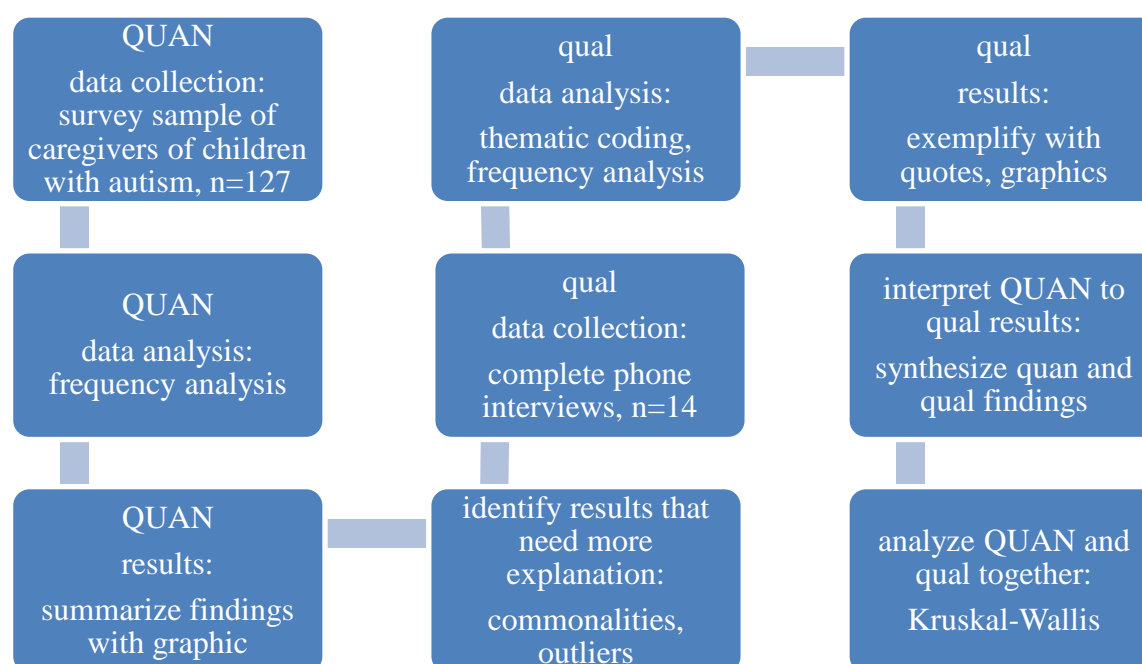 QUAN
data collection:
survey sample of
caregivers of children
with autism, n=127
QUAN
data analysis:
frequency analysis
QUAN
results:
summarize findings
with graphic
identify results that
need more
explanation:
commonalities,
outliers
qual
data collection:
complete phone
interviews, n=14
qual
data analysis:
thematic coding,
frequency analysis
qual
results:
exemplify with
quotes, graphics
interpret QUAN to
qual results:
synthesize quan and
qual findings
analyze QUAN and
qual together:
Kruskal-Wallis